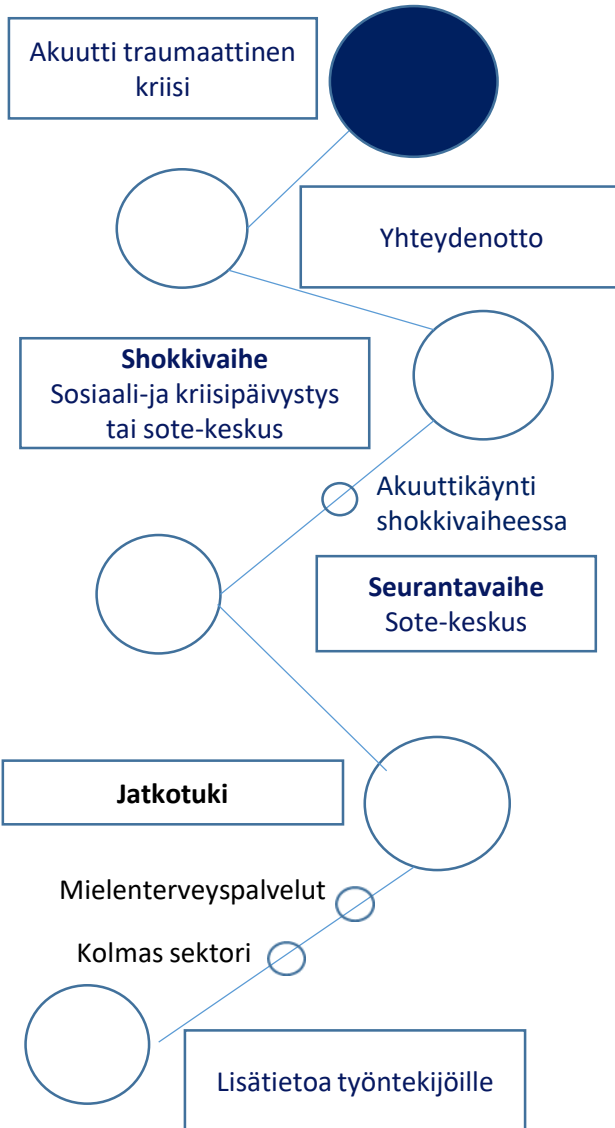 Akuutti traumaattinen
kriisi
Yhteydenotto
Shokkivaihe
Sosiaali-ja kriisipäivystys
tai sote-keskus
Akuuttikäynti
shokkivaiheessa
Seurantavaihe
Sote-keskus
Jatkotuki
Mielenterveyspalvelut
Kolmas sektori
Lisätietoa työntekijöille